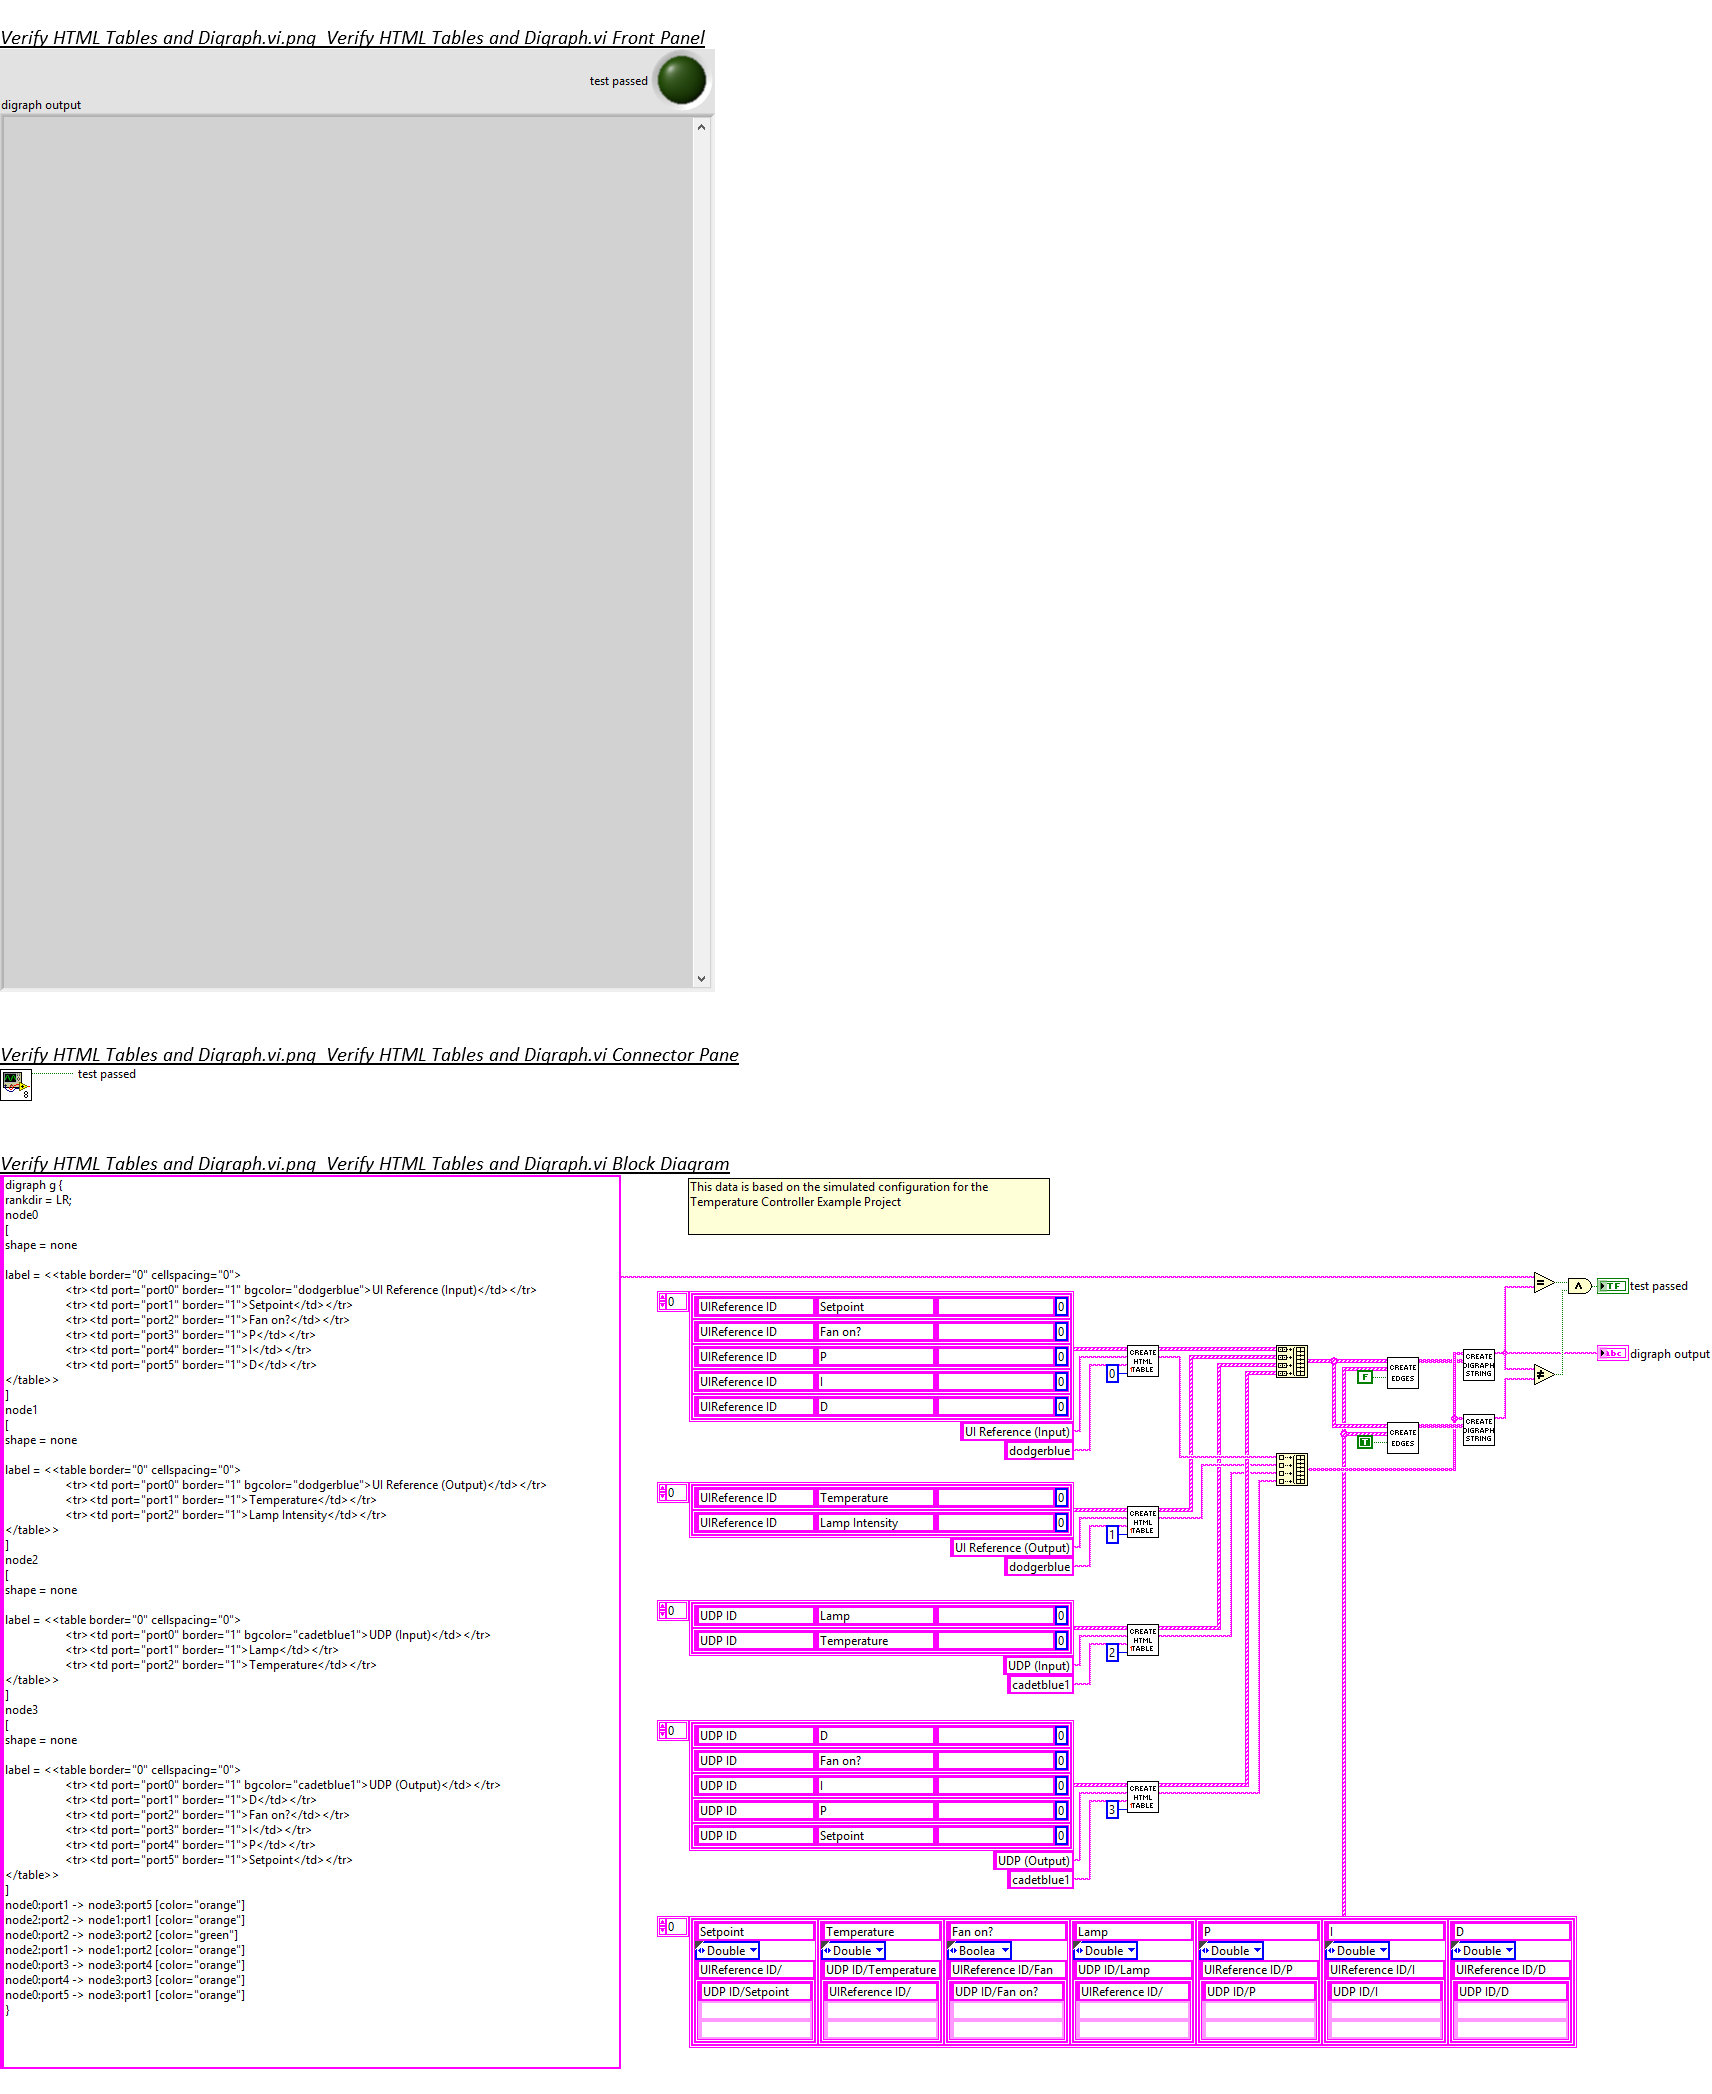 Verify HTML Tables and Digraph.vi.png  Verify HTML Tables and Digraph.vi Front Panel
test passed
digraph output
Verify HTML Tables and Digraph.vi.png  Verify HTML Tables and Digraph.vi Connector Pane
test passed
8
Verify HTML Tables and Digraph.vi.png  Verify HTML Tables and Digraph.vi Block Diagram
digraph g {
rankdir = LR;
node0
[
shape = none
label = <<table border="0" cellspacing="0">
<tr><td port="port0" border="1" bgcolor="dodgerblue">UI Reference (Input)</td></tr>
<tr><td port="port1" border="1">Setpoint</td></tr>
<tr><td port="port2" border="1">Fan on?</td></tr>
<tr><td port="port3" border="1">P</td></tr>
<tr><td port="port4" border="1">I</td></tr>
<tr><td port="port5" border="1">D</td></tr>
</table>>
]
node1
[
shape = none
label = <<table border="0" cellspacing="0">
<tr><td port="port0" border="1" bgcolor="dodgerblue">UI Reference (Output)</td></tr>
<tr><td port="port1" border="1">Temperature</td></tr>
<tr><td port="port2" border="1">Lamp Intensity</td></tr>
</table>>
]
node2
[
shape = none
label = <<table border="0" cellspacing="0">
<tr><td port="port0" border="1" bgcolor="cadetblue1">UDP (Input)</td></tr>
<tr><td port="port1" border="1">Lamp</td></tr>
<tr><td port="port2" border="1">Temperature</td></tr>
</table>>
]
node3
[
shape = none
label = <<table border="0" cellspacing="0">
<tr><td port="port0" border="1" bgcolor="cadetblue1">UDP (Output)</td></tr>
<tr><td port="port1" border="1">D</td></tr>
<tr><td port="port2" border="1">Fan on?</td></tr>
<tr><td port="port3" border="1">I</td></tr>
<tr><td port="port4" border="1">P</td></tr>
<tr><td port="port5" border="1">Setpoint</td></tr>
</table>>
]
node0:port1 -> node3:port5 [color="orange"]
node2:port2 -> node1:port1 [color="orange"]
node0:port2 -> node3:port2 [color="green"]
node2:port1 -> node1:port2 [color="orange"]
node0:port3 -> node3:port4 [color="orange"]
node0:port4 -> node3:port3 [color="orange"]
node0:port5 -> node3:port1 [color="orange"]
}
This data is based on the simulated configuration for the
Temperature Controller Example Project
0
UIReference ID Setpoint 0
UIReference ID Fan on? 0
UIReference ID P 0
UIReference ID I 0
UIReference ID D 0
UI Reference (Input)
dodgerblue
0
CREATE
HTML
TABLE
0
UIReference ID Temperature 0
UIReference ID Lamp Intensity 0
UI Reference (Output)
dodgerblue
1
CREATE
HTML
TABLE
0
UDP ID Lamp 0
UDP ID Temperature 0
UDP (Input)
cadetblue1
2
CREATE
HTML
TABLE
0
UDP ID D 0
UDP ID Fan on? 0
UDP ID I 0
UDP ID P 0
UDP ID Setpoint 0
UDP (Output)
cadetblue1
3
CREATE
HTML
TABLE
F
CREATE
EDGES
T
CREATE
EDGES
CREATE
DIGRAPH
STRING
CREATE
DIGRAPH
STRING
=
≠
∧
TF
test passed
abc
digraph output
0
Setpoint Temperature Fan on? Lamp P I D
Double Double Boolea Double Double Double Double
UIReference ID/ UDP ID/Temperature UIReference ID/Fan UDP ID/Lamp UIReference ID/P UIReference ID/I UIReference ID/D
UDP ID/Setpoint UIReference ID/ UDP ID/Fan on? UIReference ID/ UDP ID/P UDP ID/I UDP ID/D